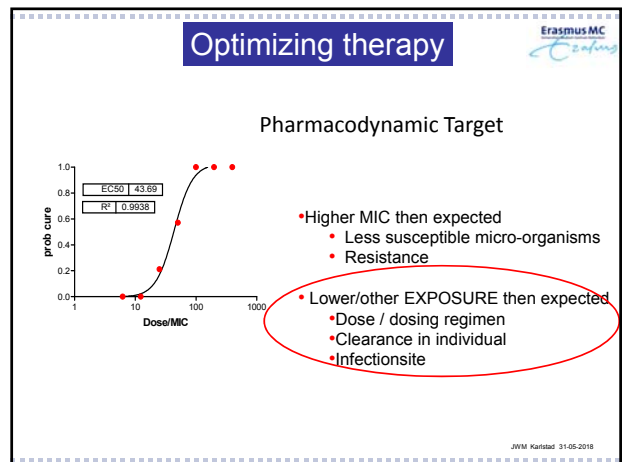 Optimizing therapy
Erasmus MC
Erasmus
Pharmacodynamic Target
1.0
0.8
0.6
0.4
0.2
0.0
prob cure
EC50 43.69
R² 0.9938
1 10 100 1000
Dose/MIC
•Higher MIC then expected
• Less susceptible micro-organisms
• Resistance
• Lower/other EXPOSURE then expected
•Dose / dosing regimen
•Clearance in individual
•Infectionsite
JWM Karlstad 31-05-2018